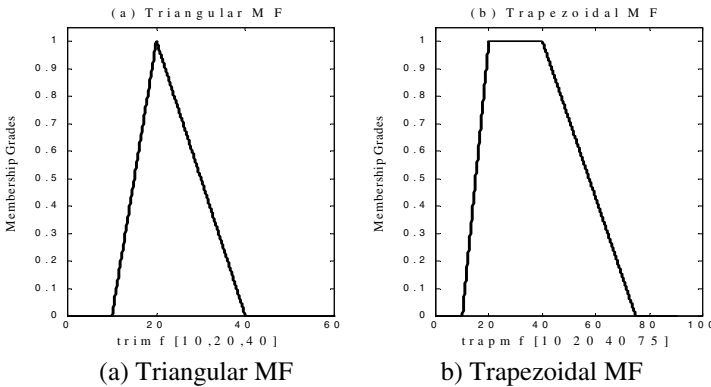 (a) Triangular MF
1
0.9
0.8
0.7
0.6
0.5
0.4
0.3
0.2
0.1
0
Membership Grades
0 20 40 60
trimf [10,20,40]
(a) Triangular MF
(b) Trapezoidal MF
1
0.9
0.8
0.7
0.6
0.5
0.4
0.3
0.2
0.1
0
Membership Grades
0 20 40 60 80 100
trapmf [10 20 40 75]
b) Trapezoidal MF